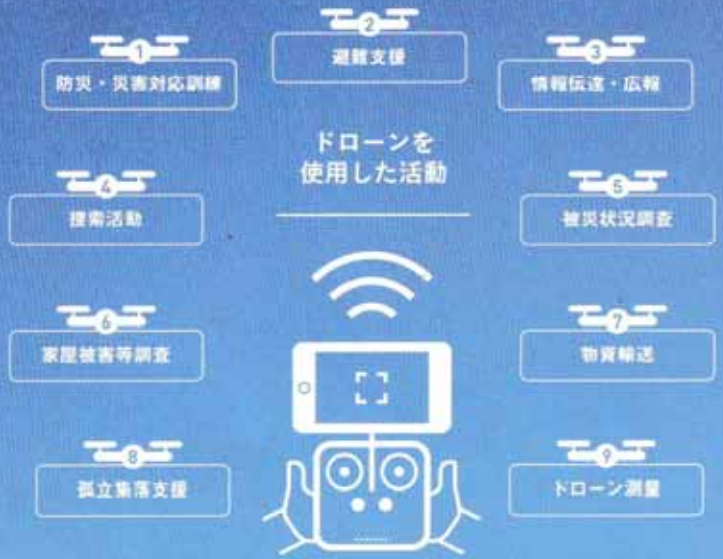 1
防災・災害対応訓練
2
避難支援
3
情報伝達・広報
ドローンを
使用した活動
4
捜索活動
5
被災状況調査
6
家屋被害等調査
7
物資輸送
8
孤立集落支援
9
ドローン測量